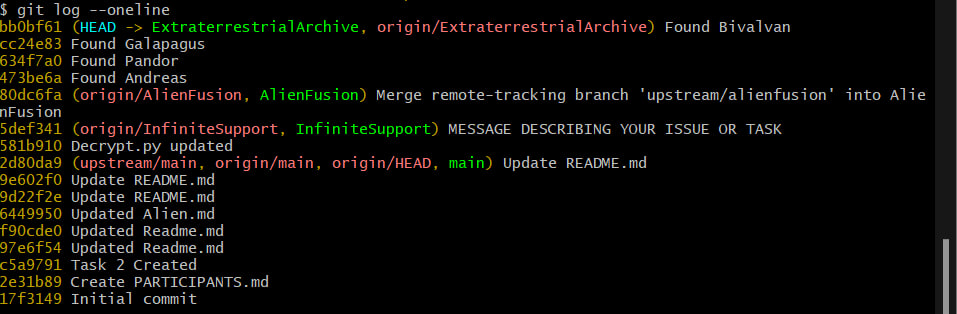 $ git log --oneline
bb0bf61 (HEAD -> ExtraterrestrialArchive, origin/ExtraterrestrialArchive) Found Bivalvan
cc24e83 Found Galapagus
634f7a0 Found Pandor
473be6a Found Andreas
80dc6fa (origin/AlienFusion, AlienFusion) Merge remote-tracking branch 'upstream/alienfusion' into Alie
nFusion
5def341 (origin/InfiniteSupport, InfiniteSupport) MESSAGE DESCRIBING YOUR ISSUE OR TASK
581b910 Decrypt.py updated
2d80da9 (upstream/main, origin/main, origin/HEAD, main) Update README.md
9e602f0 Update README.md
9d22f2e Update README.md
6449950 Updated Alien.md
f90cde0 Updated Readme.md
97e6f54 Updated Readme.md
c5a9791 Task 2 Created
2e31b89 Create PARTICIPANTS.md
17f3149 Initial commit